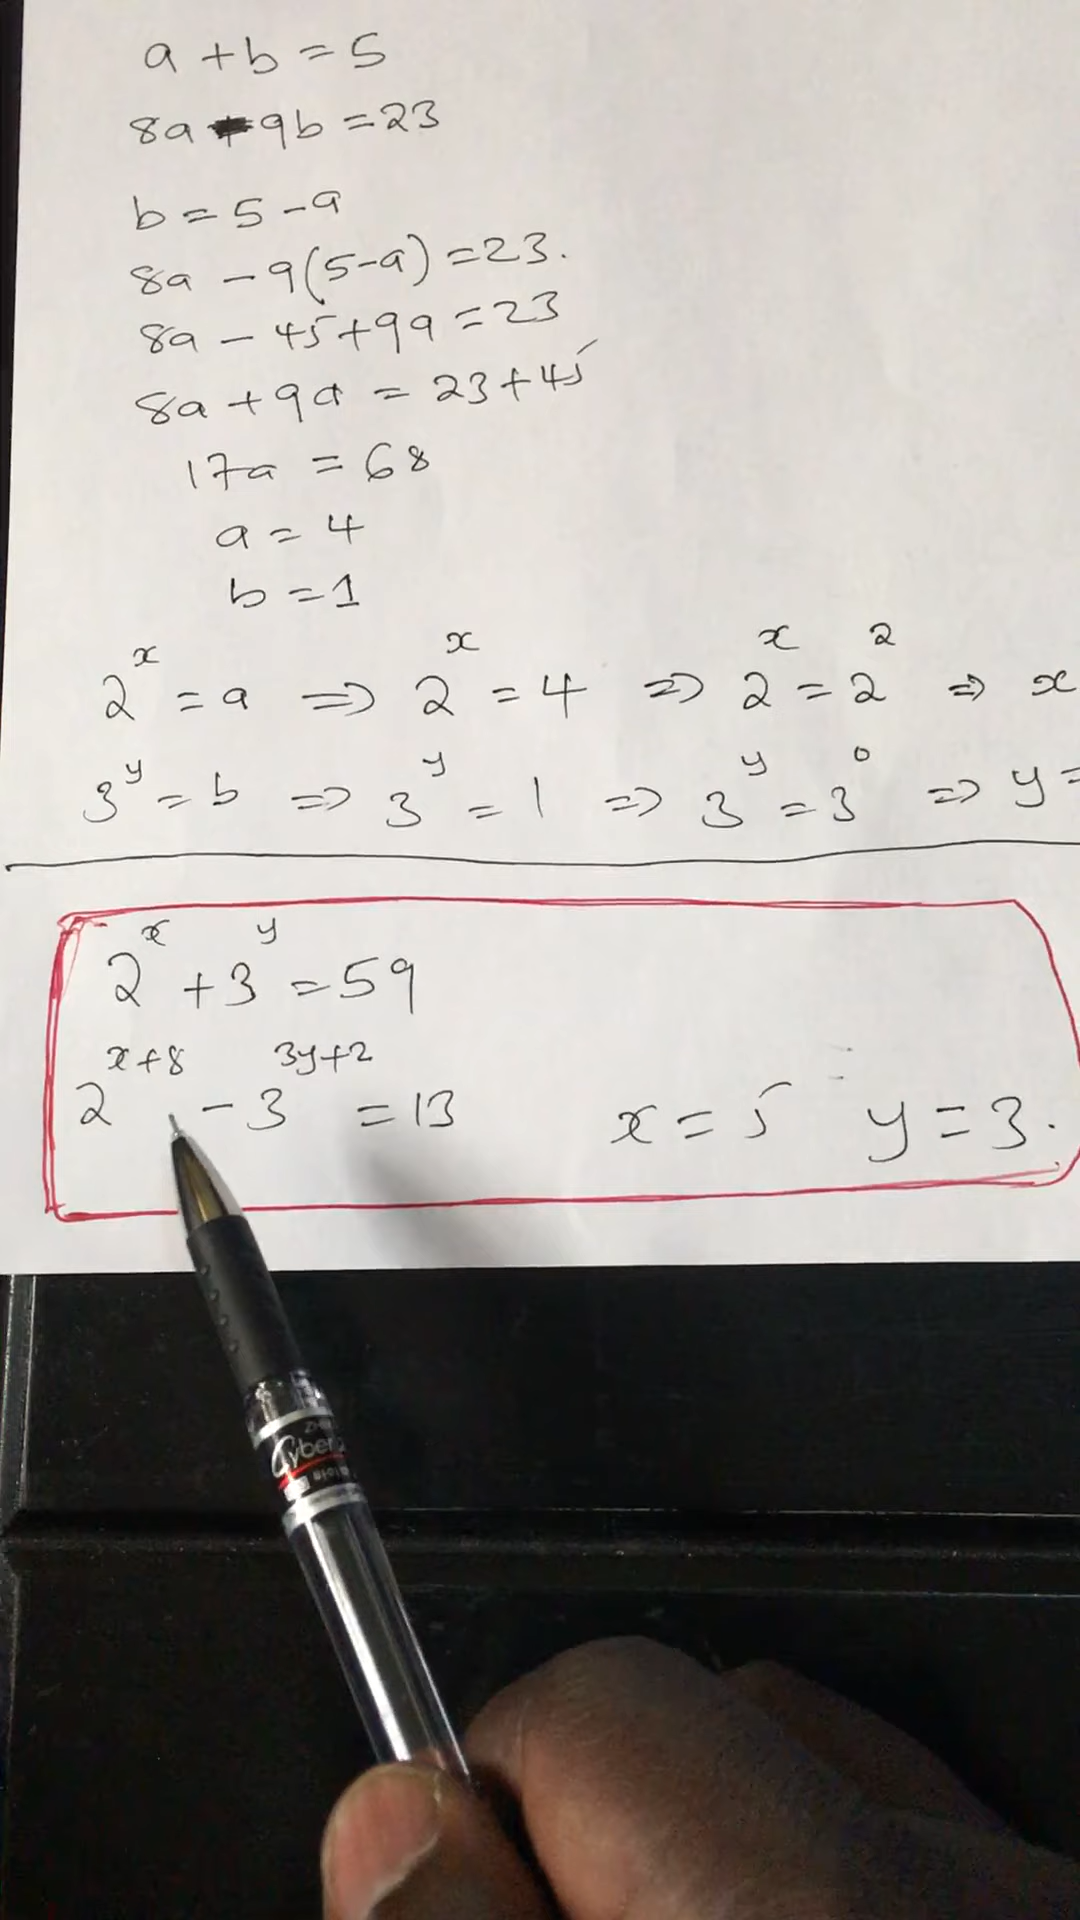 a + b = 5
8a - 9b = 23
b = 5 - a
8a - 9(5-a) = 23.
8a - 45 + 9a = 23
8a + 9a = 23 + 45
17a = 68
a = 4
b = 1
2^x = a ⇒ 2^x = 4 ⇒ 2^x = 2^2 ⇒ x
3^y = b ⇒ 3^y = 1 ⇒ 3^y = 3^0 ⇒ y =
2^x + 3^y = 59
2^(x+8) - 3^(3y+2) = 13 x = 5 y = 3.
Cyber